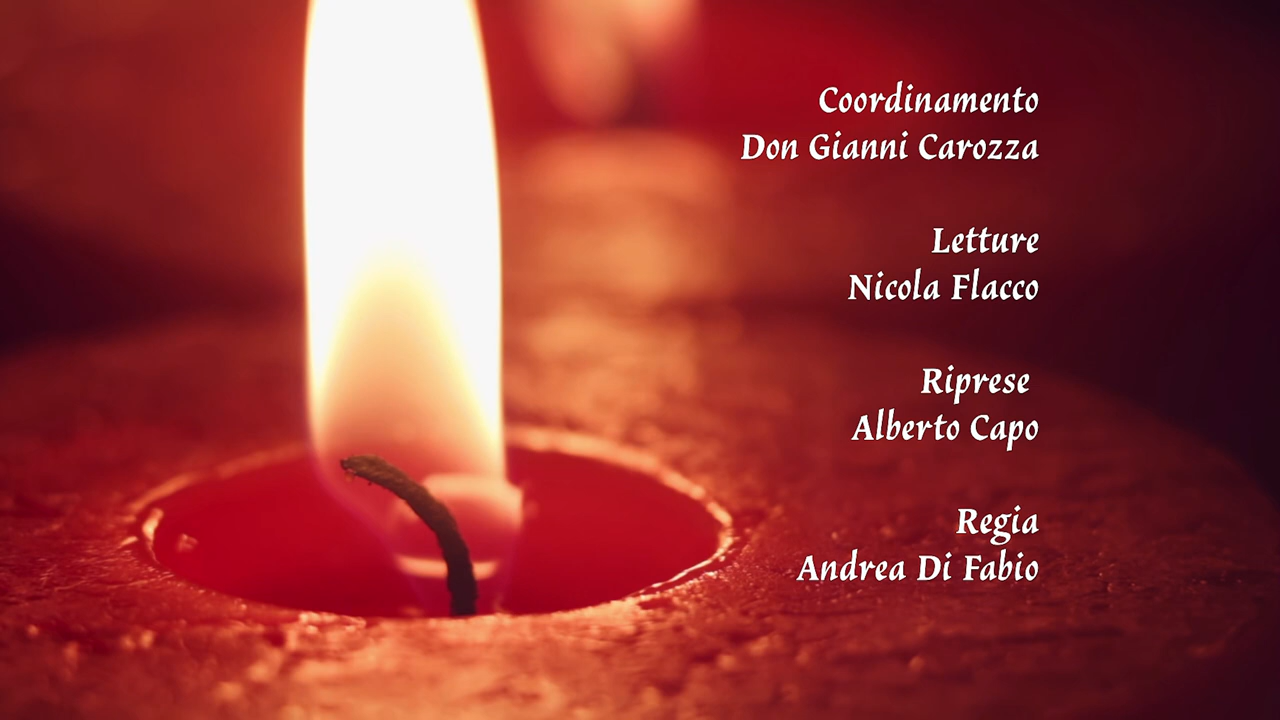 Coordinamento
Don Gianni Carozza
Letture
Nicola Flacco
Riprese
Alberto Capo
Regia
Andrea Di Fabio